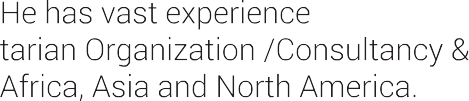 He has vast experience
tarian Organization /Consultancy &
Africa, Asia and North America.